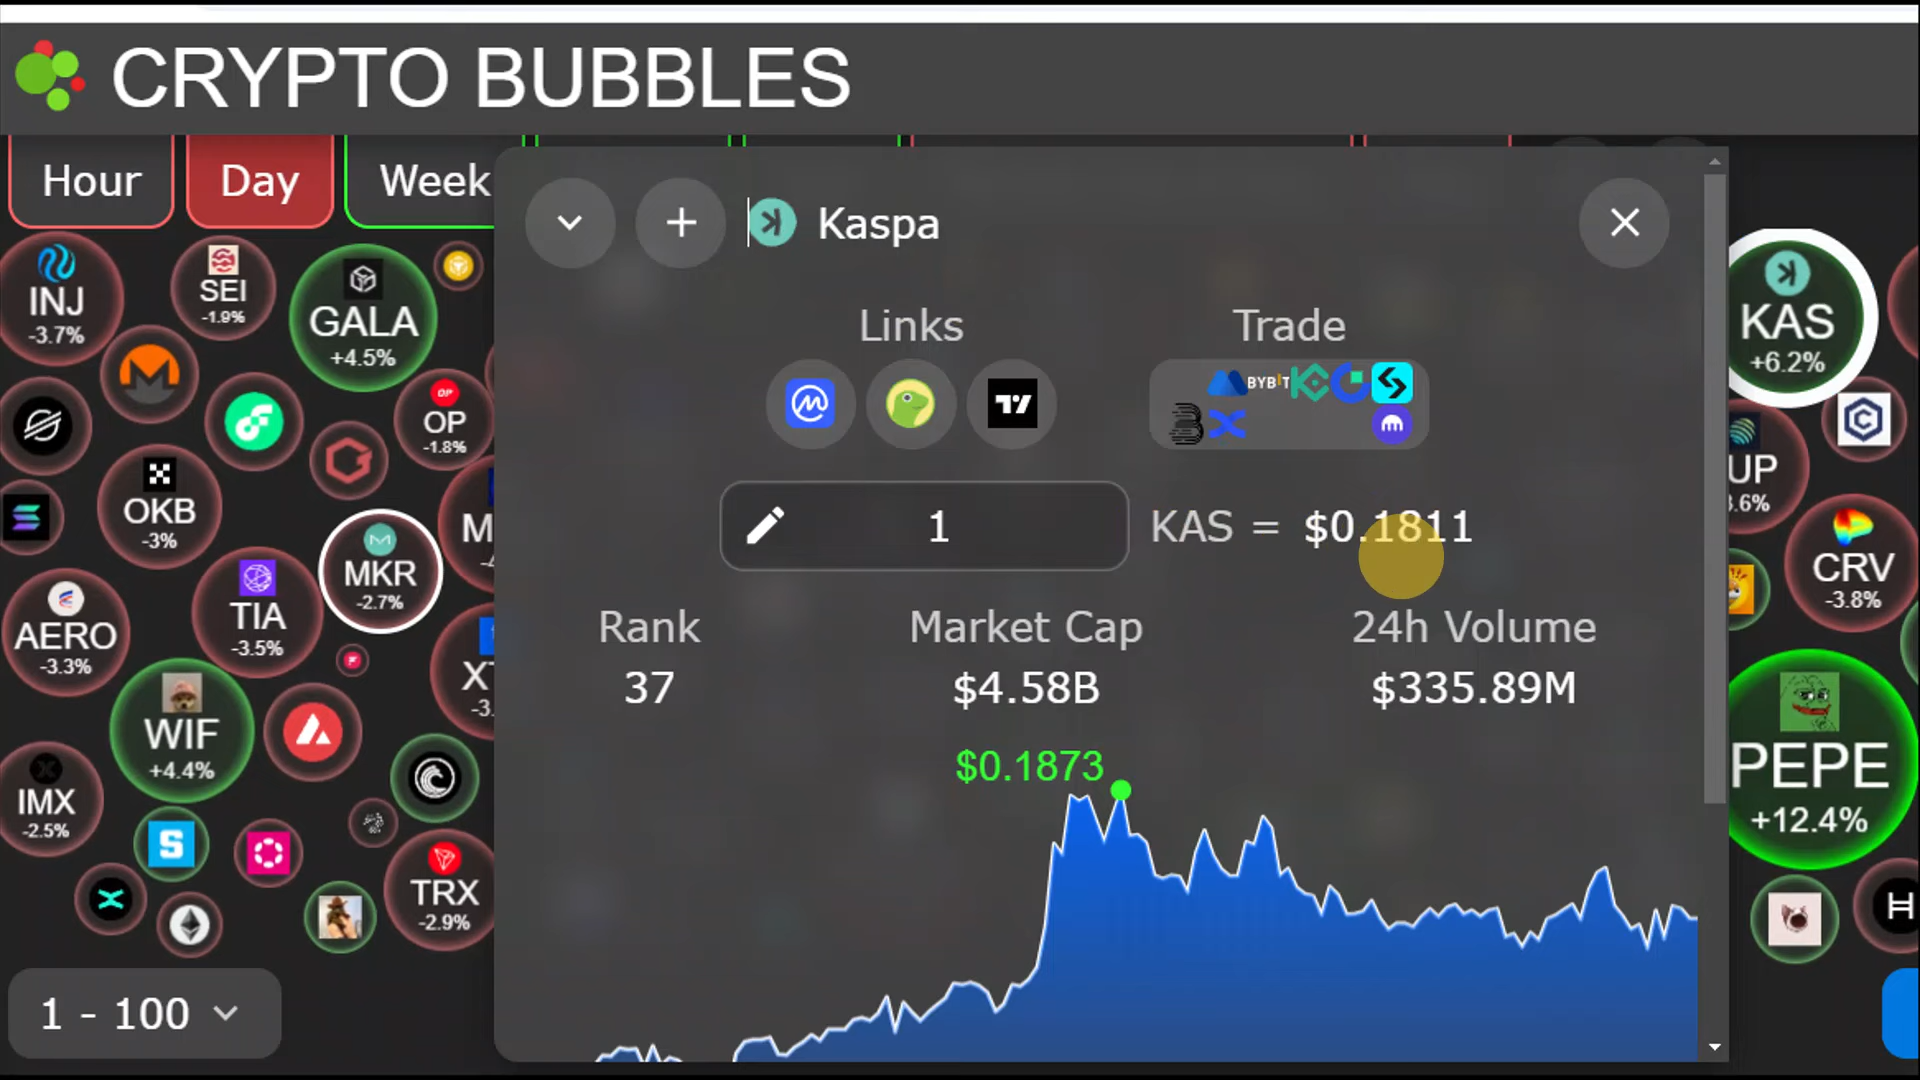 CRYPTO BUBBLES
Hour
Day
Week
Kaspa
Links
Trade
BYBIT
1
KAS = $0.1811
Rank
Market Cap
24h Volume
37
$4.58B
$335.89M
$0.1873
INJ
-3.7%
SEI
-1.9%
GALA
+4.5%
OP
OP
-1.8%
OKB
-3%
MKR
-2.7%
AERO
-3.3%
TIA
-3.5%
WIF
+4.4%
IMX
-2.5%
TRX
-2.9%
KAS
+6.2%
UP
CRV
-3.8%
PEPE
+12.4%
1 - 100